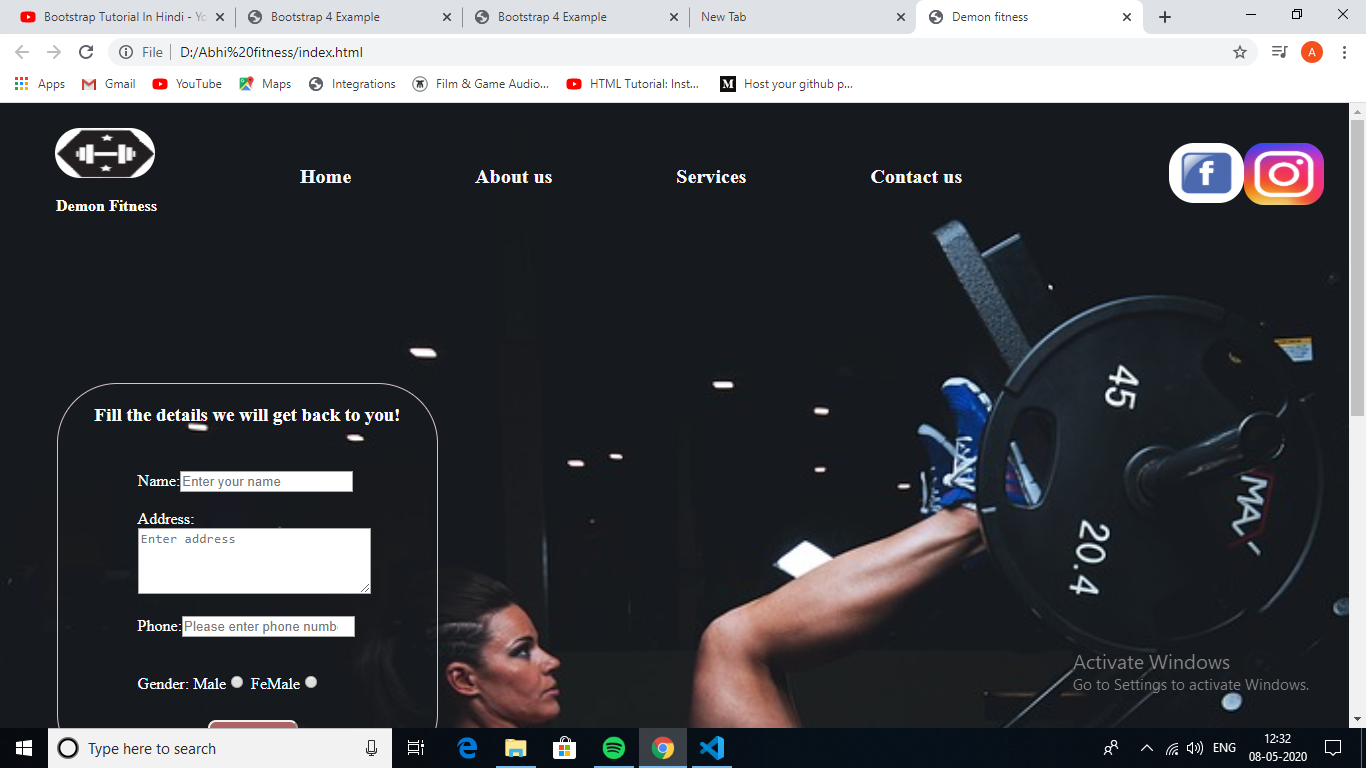 Bootstrap Tutorial In Hindi - Yo
Bootstrap 4 Example
Bootstrap 4 Example
New Tab
Demon fitness
File
D:/Abhi%20fitness/index.html
A
Apps
Gmail
YouTube
Maps
Integrations
Film & Game Audio...
HTML Tutorial: Inst...
M
Host your github p...
Demon Fitness
Home
About us
Services
Contact us
f
Fill the details we will get back to you!
Name:
Enter your name
Address:
Enter address
Phone:
Please enter phone numb
Gender: Male FeMale
45
20.4
MA
Activate Windows
Go to Settings to activate Windows.
Type here to search
ENG
12:32
08-05-2020